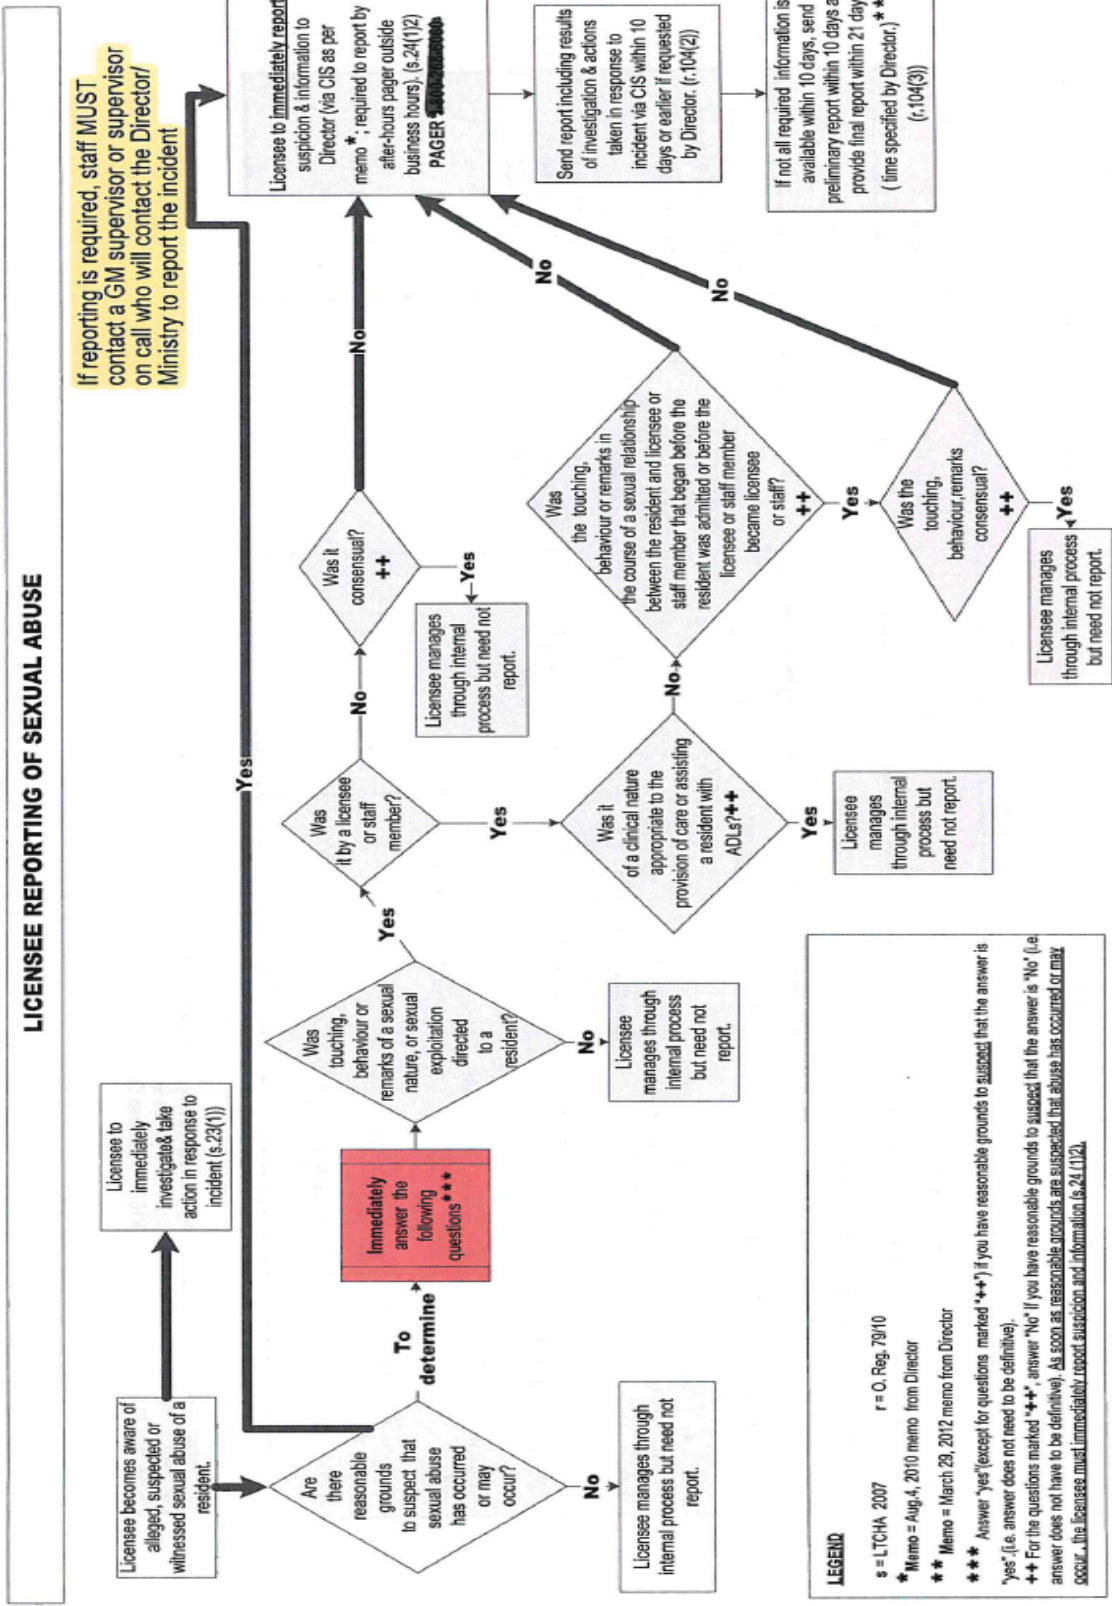 LICENSEE REPORTING OF SEXUAL ABUSE
If reporting is required, staff MUST
contact a GM supervisor or supervisor
on call who will contact the Director/
Ministry to report the incident
Licensee becomes aware of
alleged, suspected or
witnessed sexual abuse of a
resident.
Licensee to
immediately
investigate& take
action in response to
incident (s.23(1))
Yes
Are
there
reasonable
grounds
to suspect that
sexual abuse
has occurred
or may
occur?
No
Licensee manages through
internal process but need not
report.
To
determine
Immediately
answer the
following
questions***
Was
touching,
behaviour or
remarks of a sexual
nature, or sexual
exploitation
directed
to a
resident?
No
Licensee
manages through
internal process
but need not
report.
Yes
Was
it by a licensee
or staff
member?
No
Was it
consensual?
++
Yes
Licensee manages
through internal
process but need not
report.
No
Yes
Was it
of a clinical nature
appropriate to the
provision of care or assisting
a resident with
ADLs?++
Yes
Licensee
manages
through internal
process but
need not report.
No
Was
the touching,
behaviour or remarks in
the course of a sexual relationship
between the resident and licensee or
staff member that began before the
resident was admitted or before the
licensee or staff member
became licensee
or staff?
++
No
Yes
Was the
touching,
behaviour,remarks
consensual?
++
No
Yes
Licensee manages
through internal process
but need not report.
Licensee to immediately report
suspicion & information to
Director (via CIS as per
memo*; required to report by
after-hours pager outside
business hours). (s.24(1)2)
PAGER
Send report including results
of investigation & actions
taken in response to
incident via CIS within 10
days or earlier if requested
by Director. (r.104(2))
If not all required information is
available within 10 days, send
preliminary report within 10 days a
provide final report within 21 day
( time specified by Director.)**
(r.104(3))
LEGEND
s = LTCHA 2007 r = O. Reg. 79/10
* Memo = Aug.4, 2010 memo from Director
** Memo = March 29, 2012 memo from Director
*** Answer "yes"(except for questions marked "++") if you have reasonable grounds to suspect that the answer is
"yes".(i.e. answer does not need to be definitive).
++ For the questions marked "++", answer "No" If you have reasonable grounds to suspect that the answer is "No" (i.e.
answer does not have to be definitive). As soon as reasonable grounds are suspected that abuse has occurred or may
occur, the licensee must immediately report suspicion and information (s.24 (1)2).